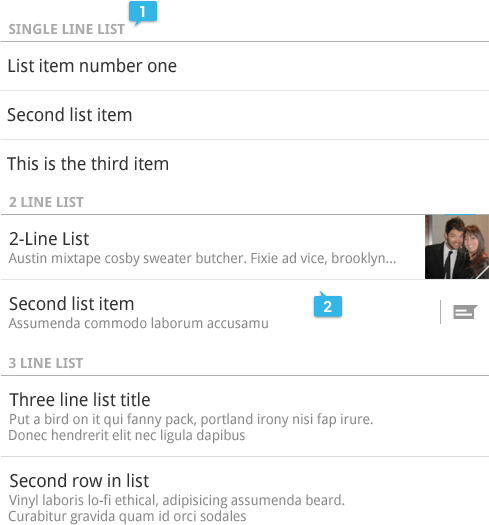 1
SINGLE LINE LIST
List item number one
Second list item
This is the third item
2 LINE LIST
2-Line List
Austin mixtape cosby sweater butcher. Fixie ad vice, brooklyn...
Second list item
2
Assumenda commodo laborum accusamu
3 LINE LIST
Three line list title
Put a bird on it qui fanny pack, portland irony nisi fap irure.
Donec hendrerit elit nec ligula dapibus
Second row in list
Vinyl laboris lo-fi ethical, adipisicing assumenda beard.
Curabitur gravida quam id orci sodales